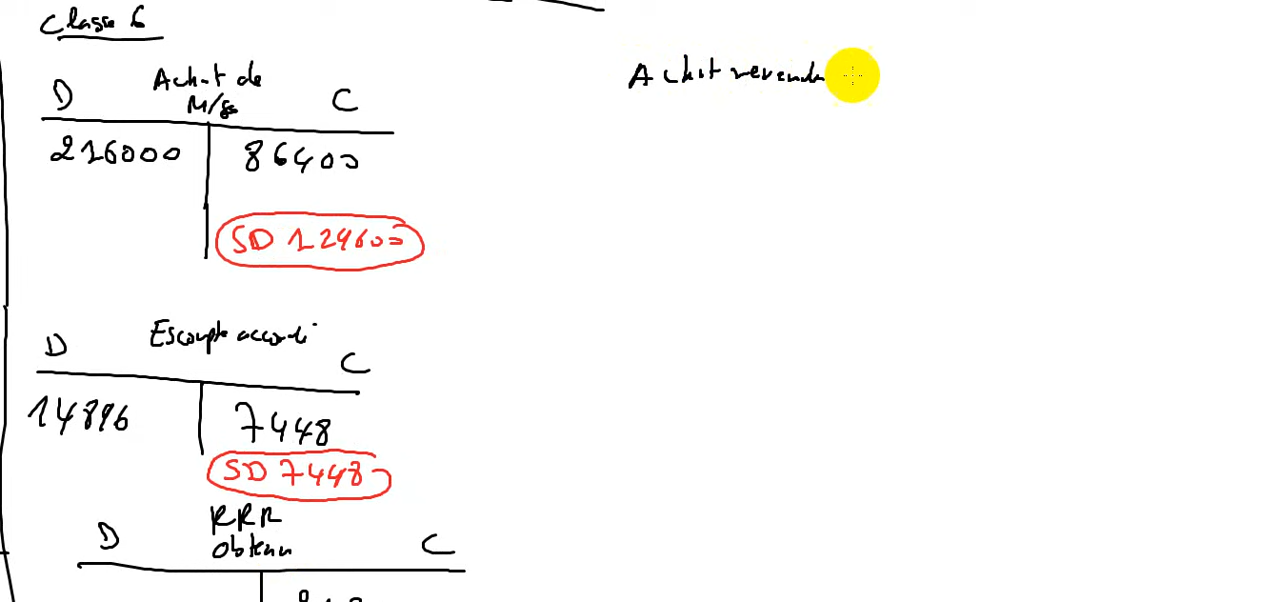 Classe 6
Achat de
M/ses
D
C
216000
86400
SD 129600
Achat revendu
Escompte accordé
D
C
14896
7448
SD 7448
RRR
Obtenu
D
C